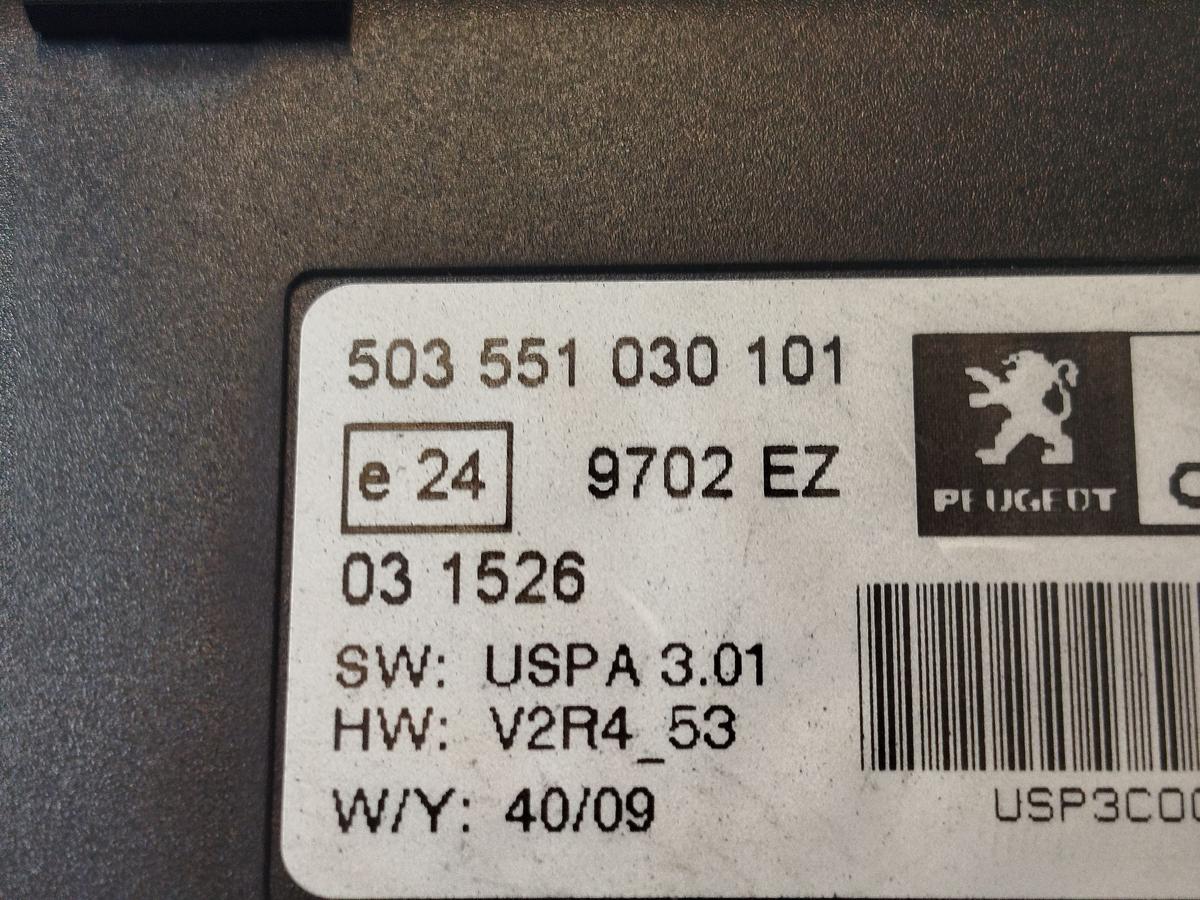 503 551 030 101
e 24
9702 EZ
PEUGEOT
03 1526
SW: USPA 3.01
HW: V2R4_53
W/Y: 40/09